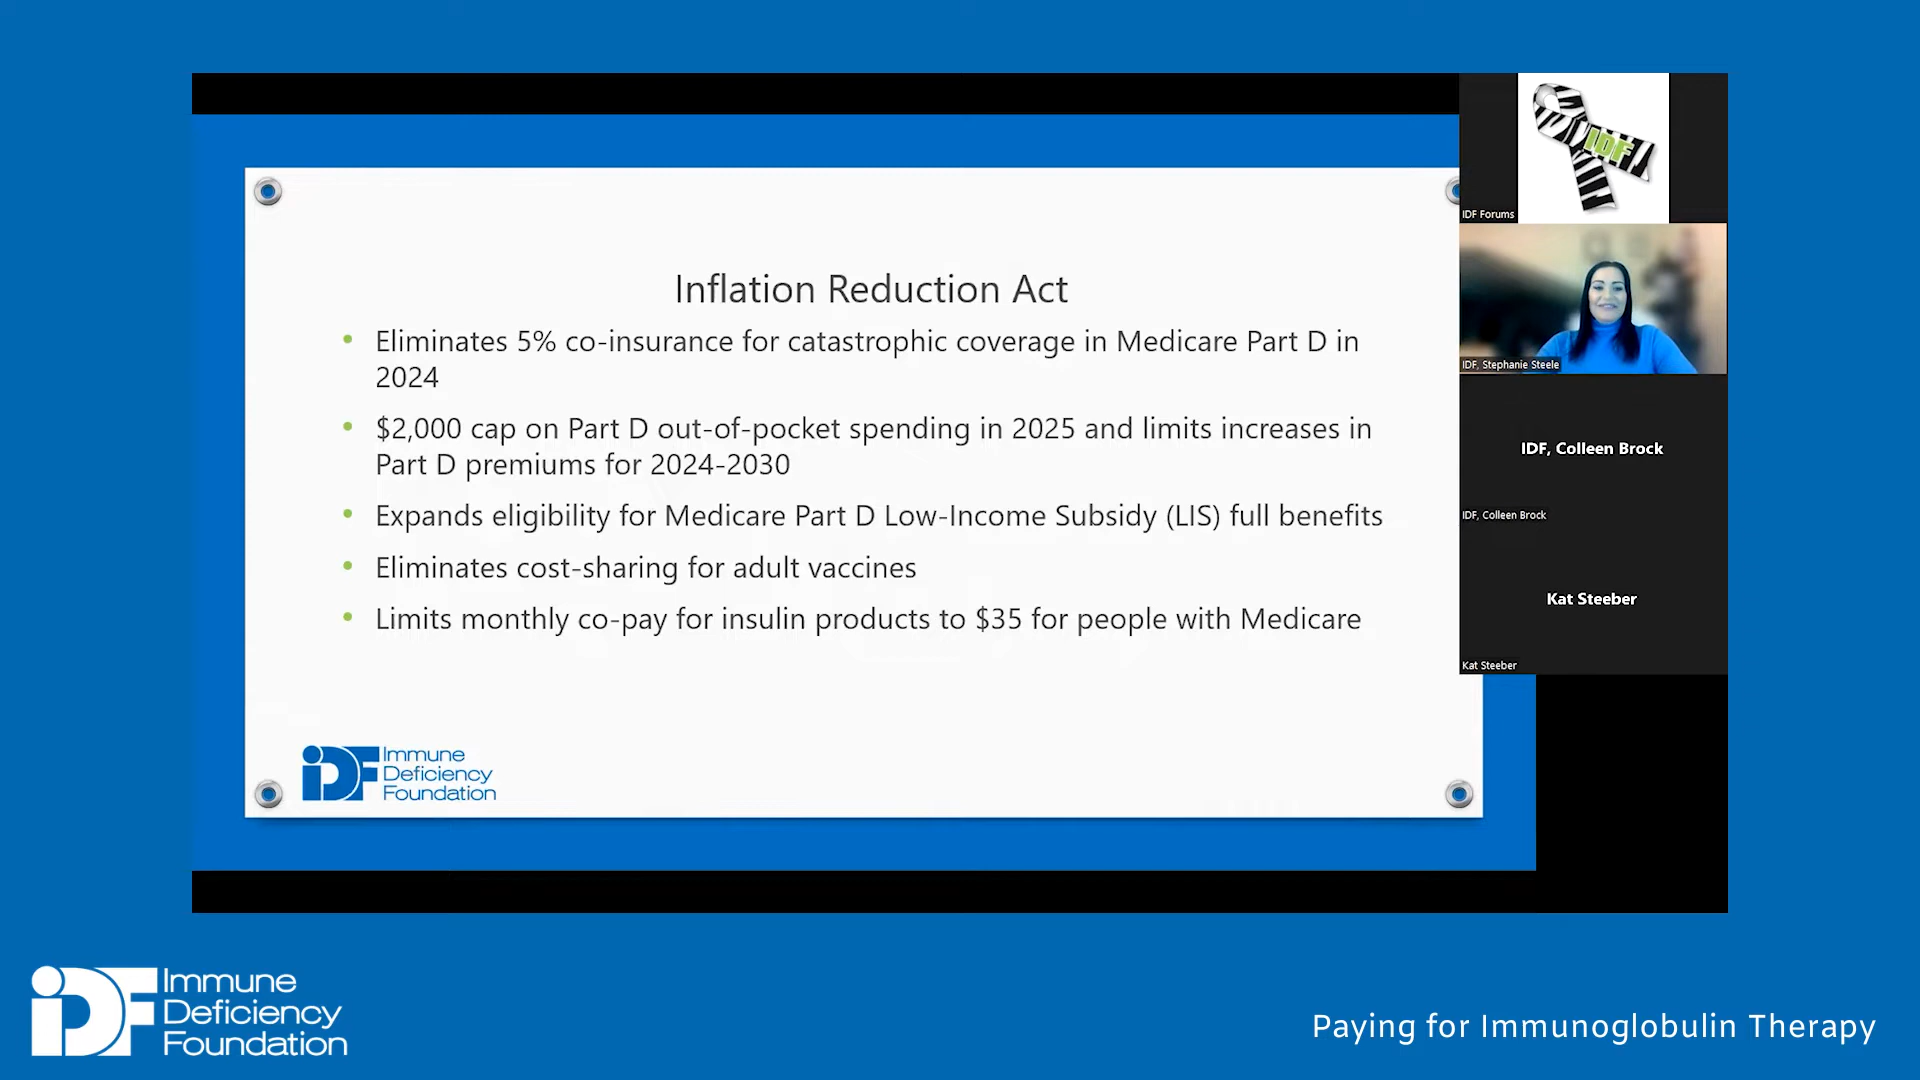 Inflation Reduction Act
• Eliminates 5% co-insurance for catastrophic coverage in Medicare Part D in
2024
• $2,000 cap on Part D out-of-pocket spending in 2025 and limits increases in
Part D premiums for 2024-2030
• Expands eligibility for Medicare Part D Low-Income Subsidy (LIS) full benefits
• Eliminates cost-sharing for adult vaccines
• Limits monthly co-pay for insulin products to $35 for people with Medicare
iDF Immune
Deficiency
Foundation
IDF
IDF Forums
IDF, Stephanie Steele
IDF, Colleen Brock
IDF, Colleen Brock
Kat Steeber
Kat Steeber
iDF Immune
Deficiency
Foundation
Paying for Immunoglobulin Therapy